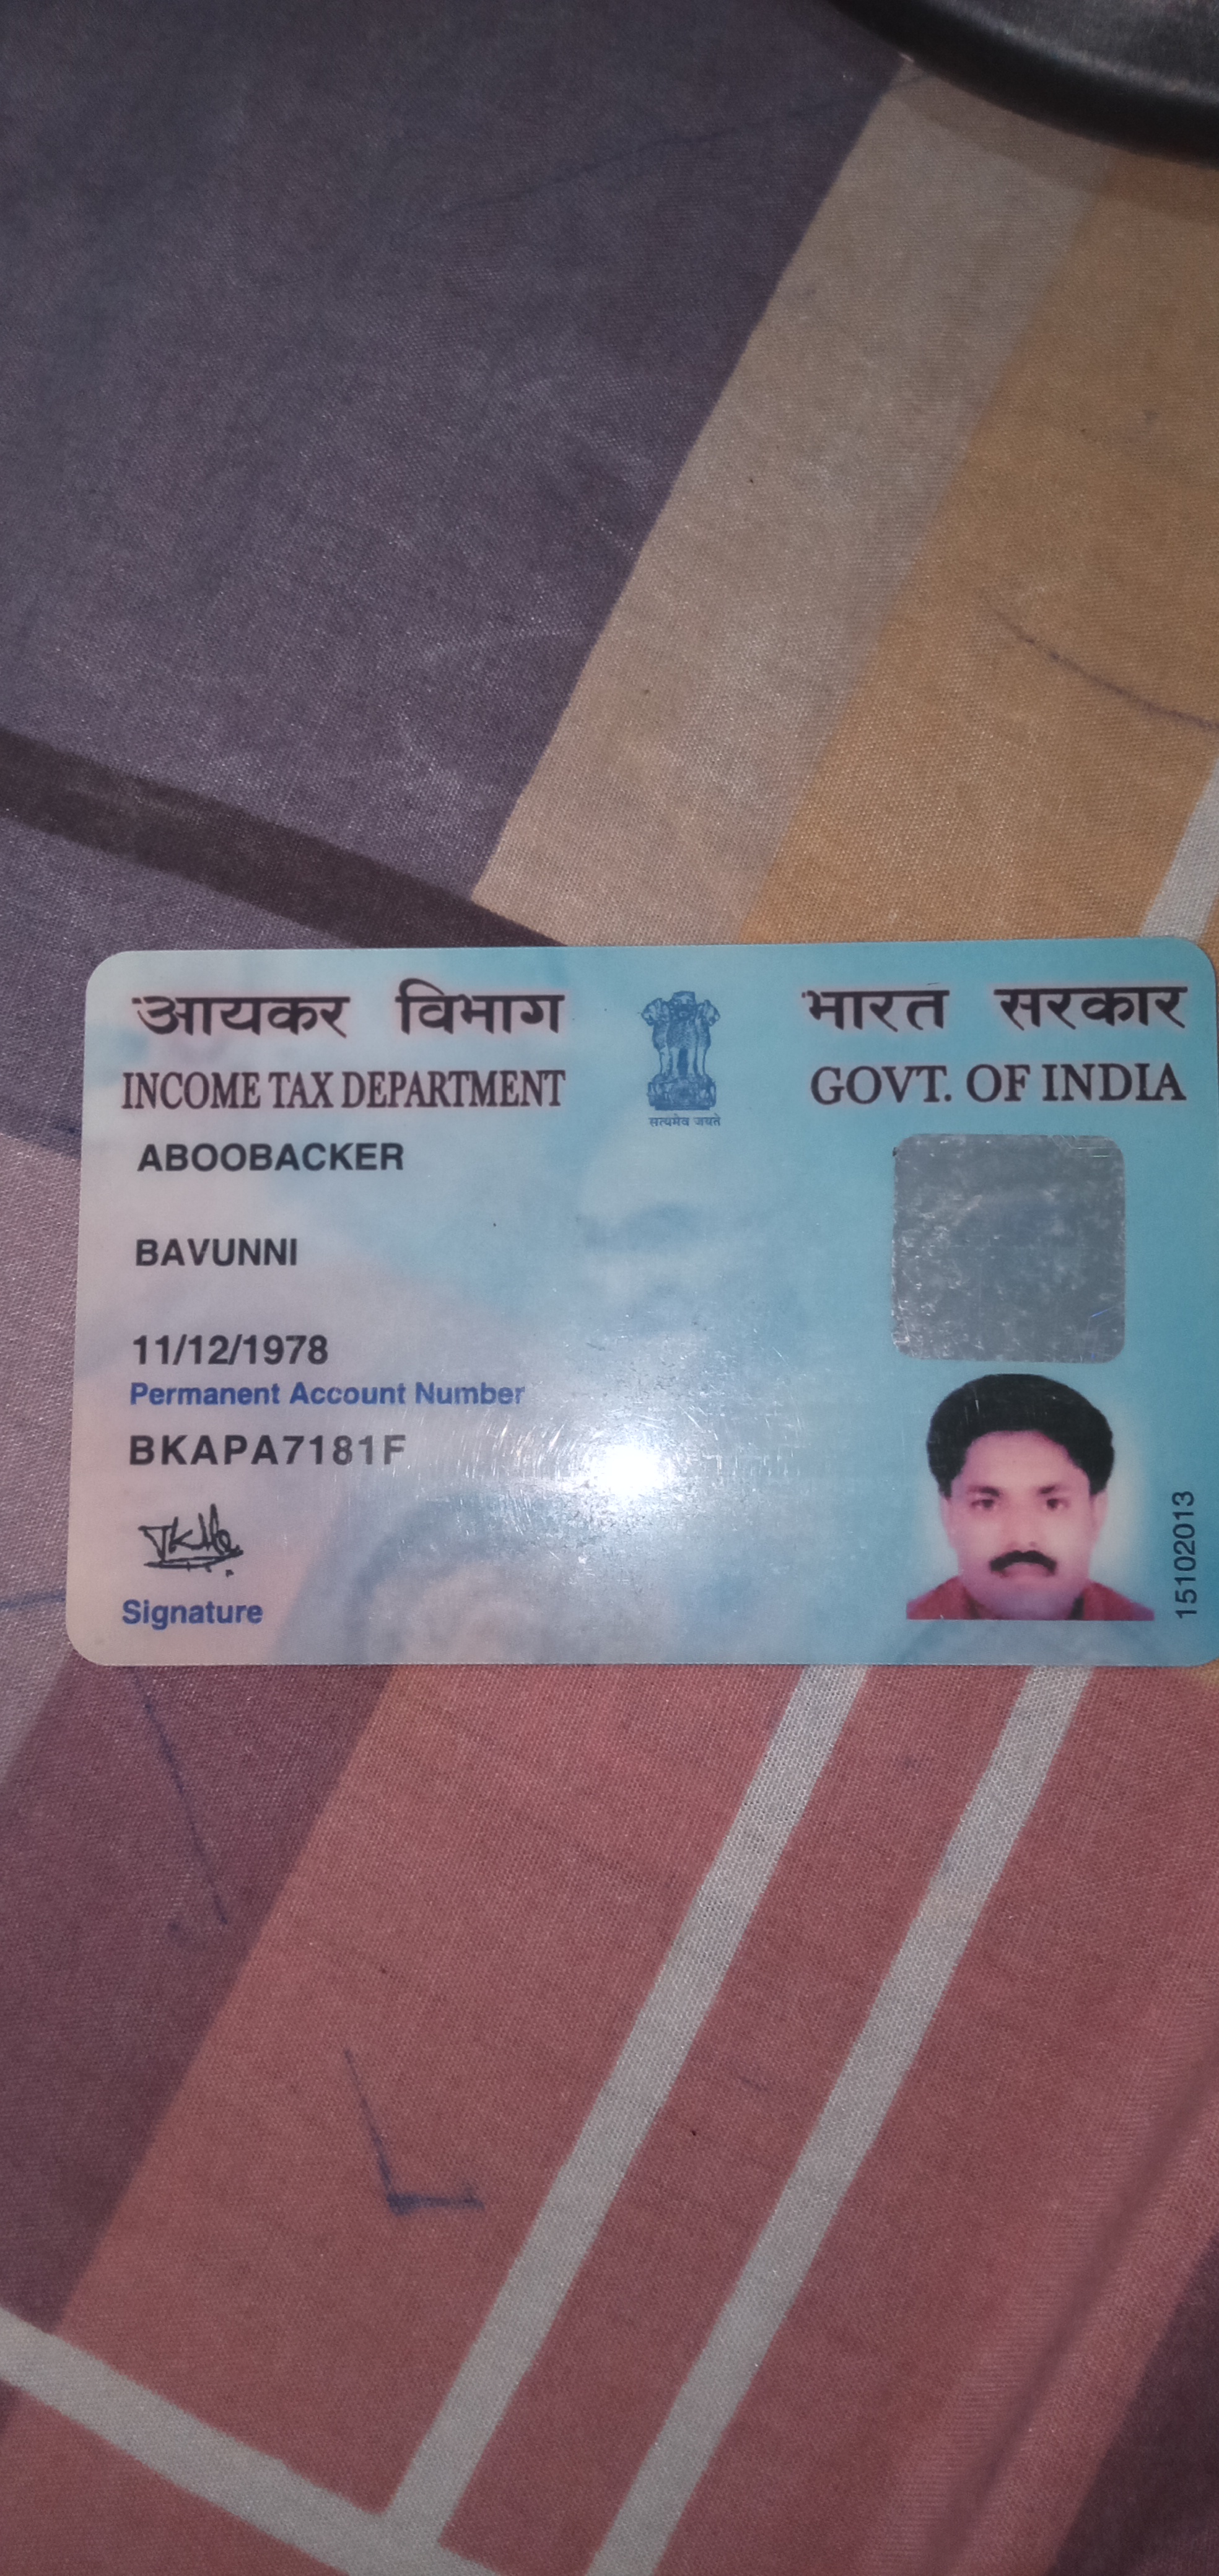 आयकर विभाग
INCOME TAX DEPARTMENT
सत्यमेव जयते
भारत सरकार
GOVT. OF INDIA
ABOOBACKER
BAVUNNI
11/12/1978
Permanent Account Number
BKAPA7181F
Signature
15102013